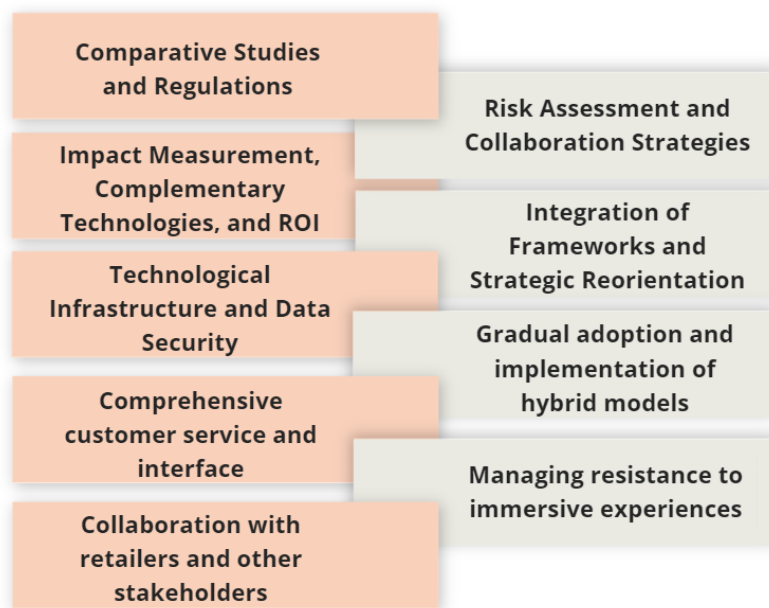 Comparative Studies
and Regulations
Risk Assessment and
Collaboration Strategies
Impact Measurement,
Complementary
Technologies, and ROI
Integration of
Frameworks and
Strategic Reorientation
Technological
Infrastructure and Data
Security
Gradual adoption and
implementation of
hybrid models
Comprehensive
customer service and
interface
Managing resistance to
immersive experiences
Collaboration with
retailers and other
stakeholders